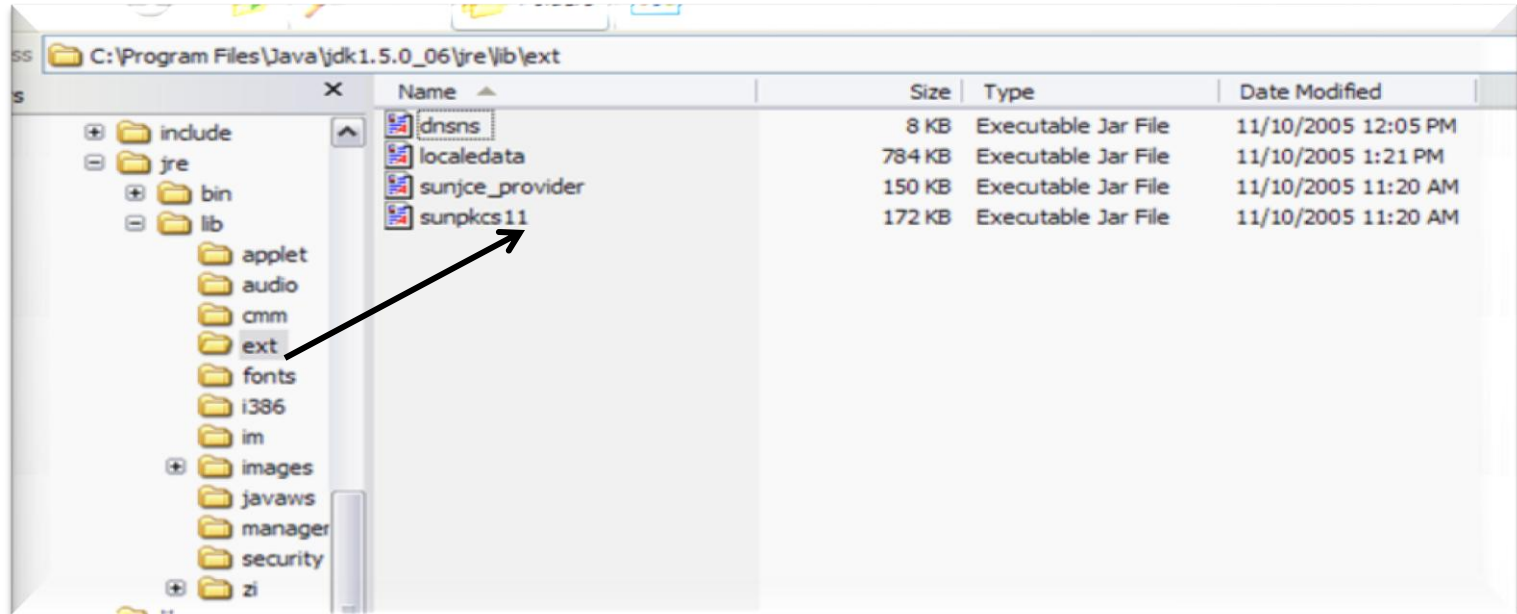 ss C:\Program Files\Java\jdk1.5.0_06\jre\lib\ext
s
Name Size Type Date Modified
include
jre
bin
lib
applet
audio
cmm
ext
fonts
i386
im
images
javaws
manager
security
zi
dnsns 8 KB Executable Jar File 11/10/2005 12:05 PM
localedata 784 KB Executable Jar File 11/10/2005 1:21 PM
sunjce_provider 150 KB Executable Jar File 11/10/2005 11:20 AM
sunpkcs11 172 KB Executable Jar File 11/10/2005 11:20 AM